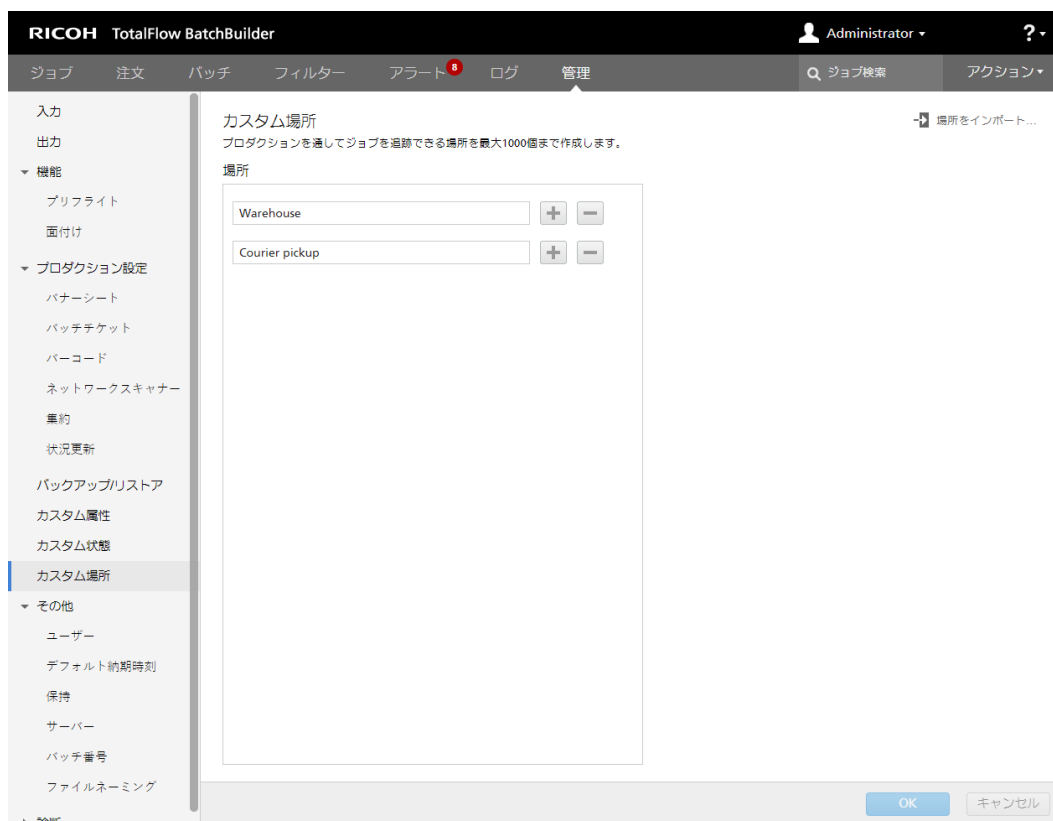 RICOH TotalFlow BatchBuilder
Administrator
?
ジョブ 注文 バッチ フィルター アラート 8 ログ 管理
ジョブ検索
アクション
入力
出力
機能
プリフライト
面付け
プロダクション設定
バナーシート
バッチチケット
バーコード
ネットワークスキャナー
集約
状況更新
バックアップ/リストア
カスタム属性
カスタム状態
カスタム場所
その他
ユーザー
デフォルト納期時刻
保持
サーバー
バッチ番号
ファイルネーミング
カスタム場所
場所をインポート...
プロダクションを通してジョブを追跡できる場所を最大1000個まで作成します。
場所
Warehouse
Courier pickup
OK
キャンセル